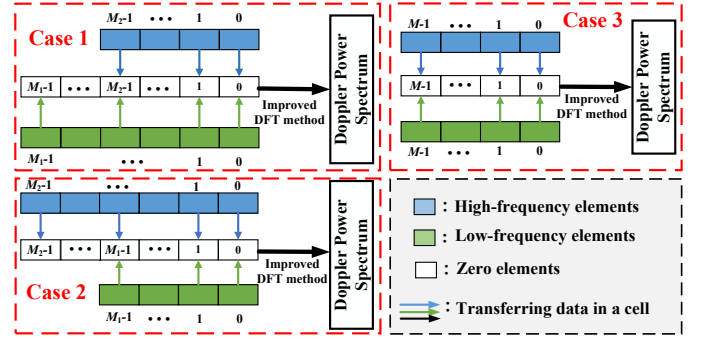 Case 1
M₂-1 ••• 1 0
M₁-1 ••• M₂-1 ••• 1 0
M₁-1 ••• 1 0
Improved
DFT method
Doppler Power
Spectrum
Case 3
M-1 ••• 1 0
M-1 ••• 1 0
M-1 ••• 1 0
Improved
DFT method
Doppler Power
Spectrum
M₂-1 ••• 1 0
M₂-1 ••• M₁-1 ••• 1 0
M₁-1 ••• 1 0
Case 2
Improved
DFT method
Doppler Power
Spectrum
: High-frequency elements
: Low-frequency elements
: Zero elements
: Transferring data in a cell